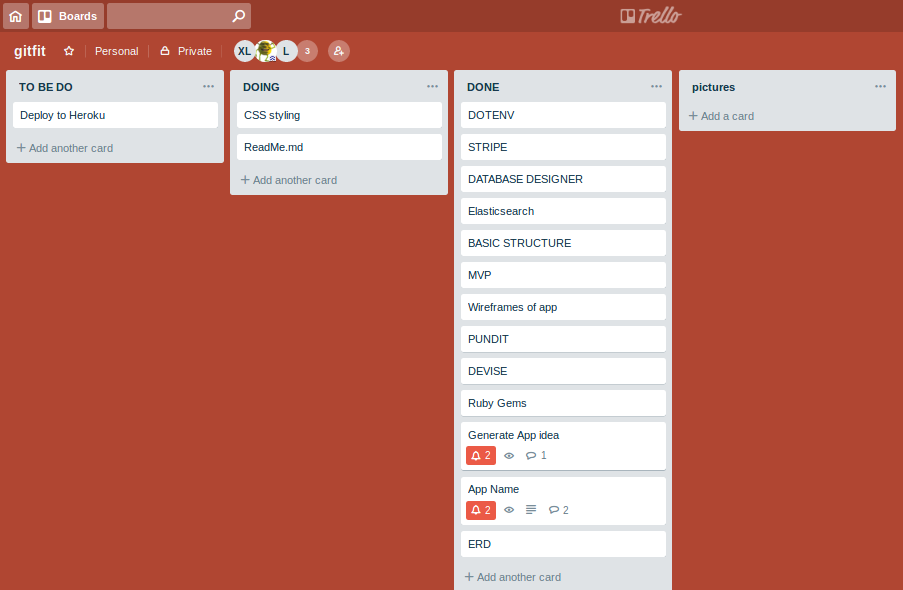 Boards
Trello
gitfit
Personal
Private
XL
L
3
TO BE DO
Deploy to Heroku
Add another card
DOING
CSS styling
ReadMe.md
Add another card
DONE
DOTENV
STRIPE
DATABASE DESIGNER
Elasticsearch
BASIC STRUCTURE
MVP
Wireframes of app
PUNDIT
DEVISE
Ruby Gems
Generate App idea
2 1
App Name
2 2
ERD
Add another card
pictures
Add a card